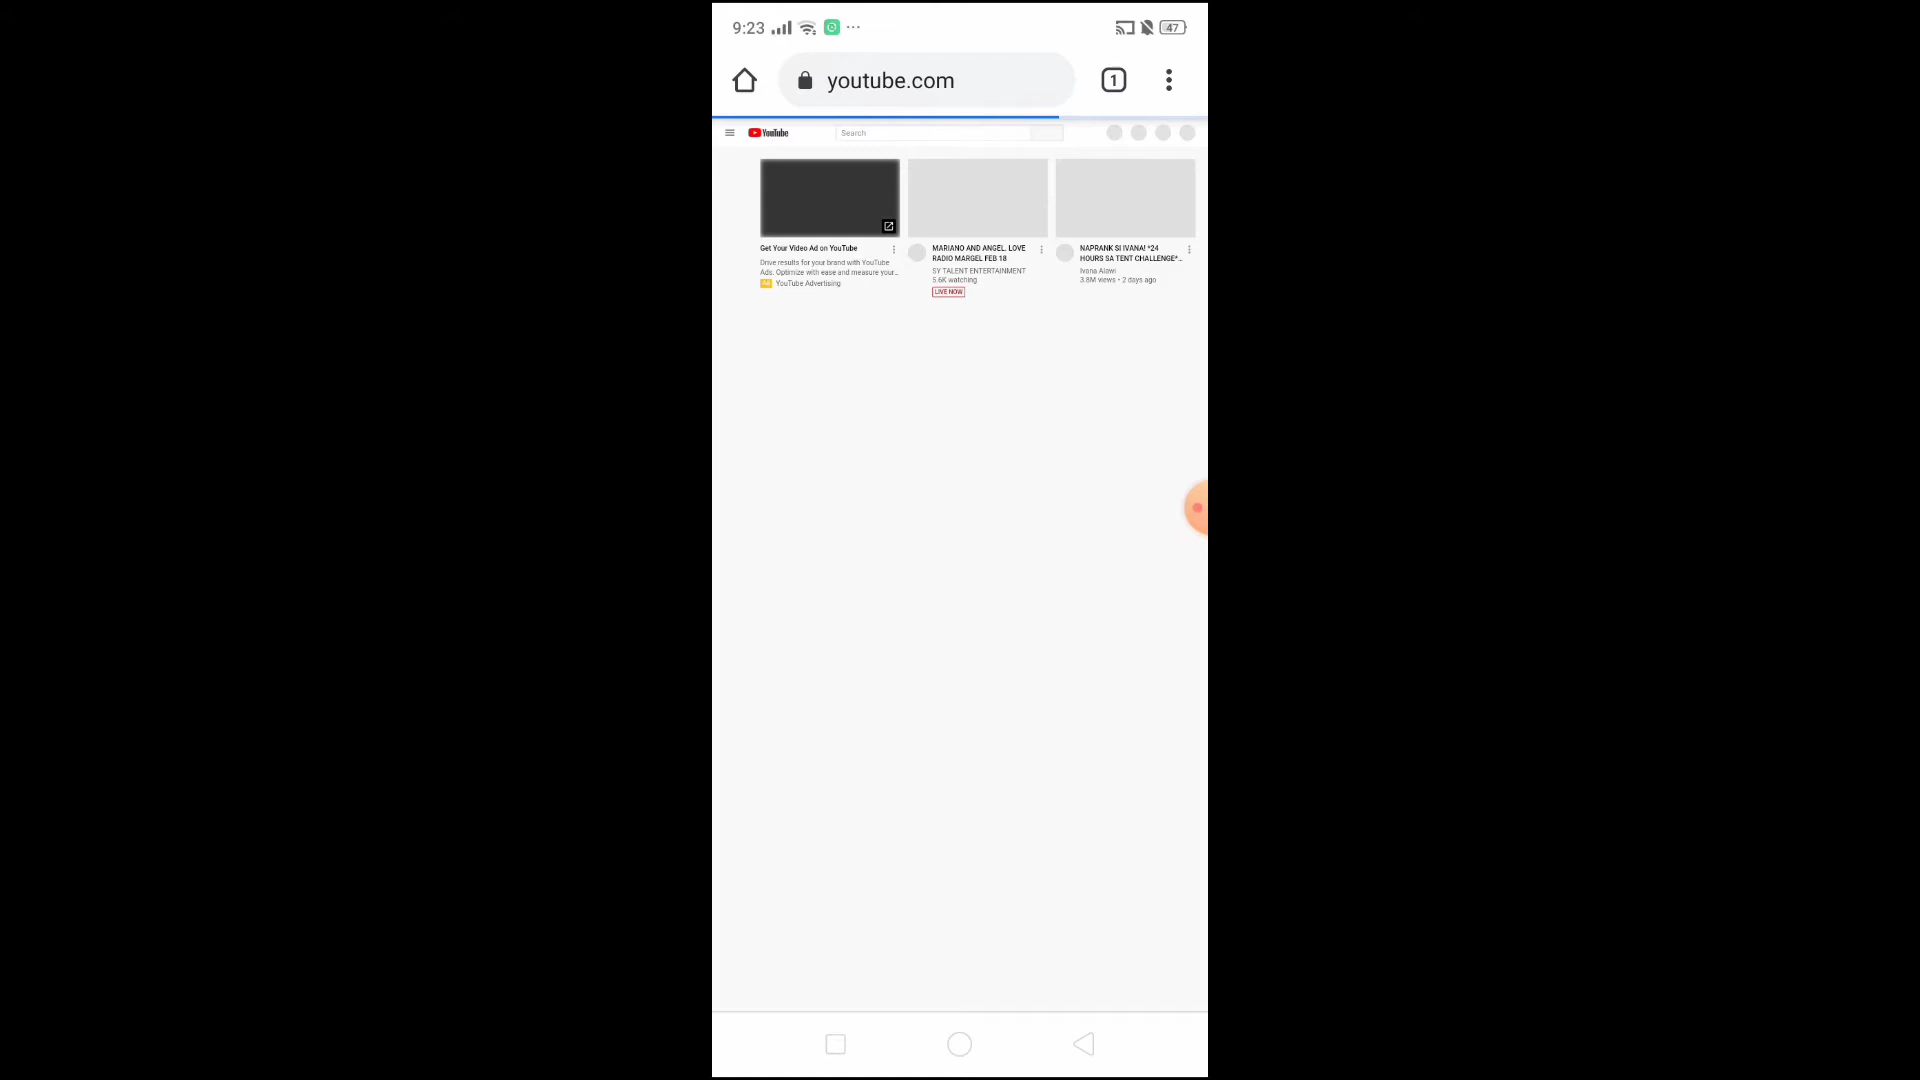 9:23
47
youtube.com
1
YouTube
Search
Get Your Video Ad on YouTube
Drive results for your brand with YouTube
Ads. Optimize with ease and measure your...
Ad YouTube Advertising
MARIANO AND ANGEL. LOVE
RADIO MARGEL FEB 18
SY TALENT ENTERTAINMENT
5.6K watching
LIVE NOW
NAPRANK SI IVANA! *24
HOURS SA TENT CHALLENGE*...
Ivana Alawi
3.8M views • 2 days ago